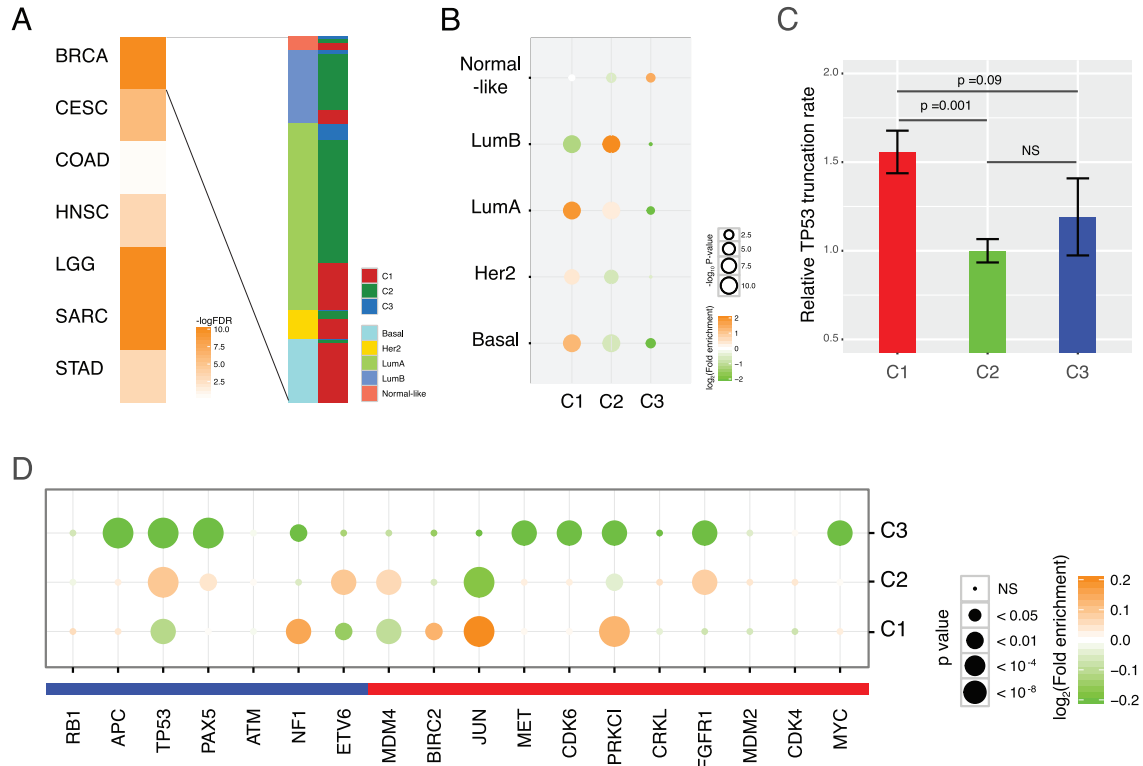 A
BRCA
CESC
COAD
HNSC
LGG
SARC
STAD
-logFDR
10.0
7.5
5.0
2.5
C1
C2
C3
Basal
Her2
LumA
LumB
Normal-like
B
Normal
-like
LumB
LumA
Her2
Basal
C1 C2 C3
-log10 P-value
2.5
5.0
7.5
10.0
log2(Fold enrichment)
2
1
0
−1
−2
C
Relative TP53 truncation rate
2.0
1.5
1.0
0.5
p =0.09
p =0.001
NS
C1 C2 C3
D
C3
C2
C1
RB1
APC
TP53
PAX5
ATM
NF1
ETV6
MDM4
BIRC2
JUN
MET
CDK6
PRKCI
CRKL
FGFR1
MDM2
CDK4
MYC
p value
NS
< 0.05
< 0.01
< 10-4
< 10-8
log2(Fold enrichment)
0.2
0.1
0.0
−0.1
−0.2